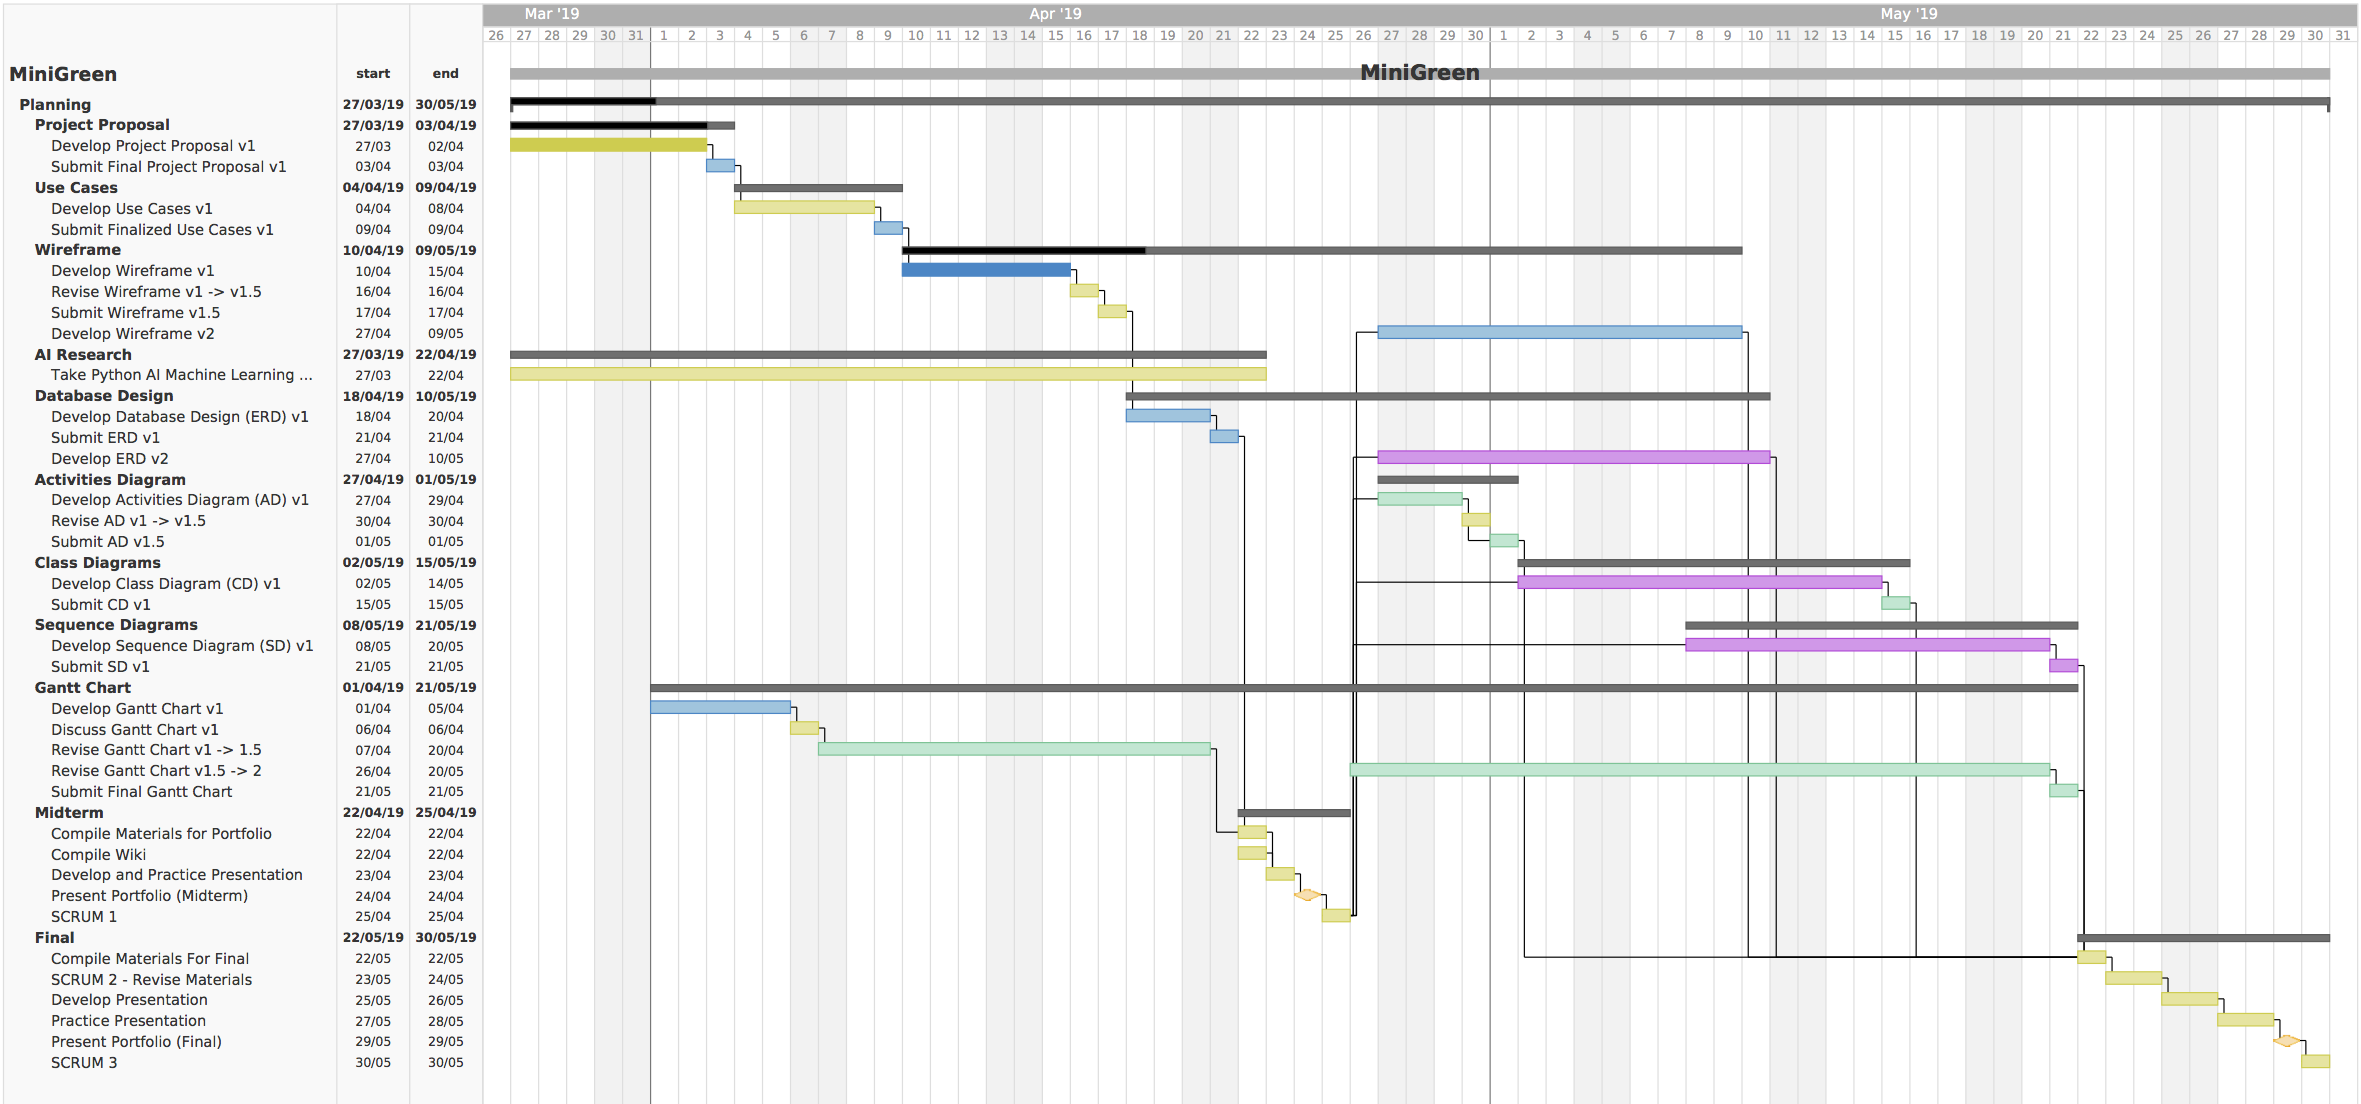 Mar '19 Apr '19 May '19
26 27 28 29 30 31 1 2 3 4 5 6 7 8 9 10 11 12 13 14 15 16 17 18 19 20 21 22 23 24 25 26 27 28 29 30 1 2 3 4 5 6 7 8 9 10 11 12 13 14 15 16 17 18 19 20 21 22 23 24 25 26 27 28 29 30 31
MiniGreen start end MiniGreen
Planning 27/03/19 30/05/19
Project Proposal 27/03/19 03/04/19
Develop Project Proposal v1 27/03 02/04
Submit Final Project Proposal v1 03/04 03/04
Use Cases 04/04/19 09/04/19
Develop Use Cases v1 04/04 08/04
Submit Finalized Use Cases v1 09/04 09/04
Wireframe 10/04/19 09/05/19
Develop Wireframe v1 10/04 15/04
Revise Wireframe v1 -> v1.5 16/04 16/04
Submit Wireframe v1.5 17/04 17/04
Develop Wireframe v2 27/04 09/05
AI Research 27/03/19 22/04/19
Take Python AI Machine Learning ... 27/03 22/04
Database Design 18/04/19 10/05/19
Develop Database Design (ERD) v1 18/04 20/04
Submit ERD v1 21/04 21/04
Develop ERD v2 27/04 10/05
Activities Diagram 27/04/19 01/05/19
Develop Activities Diagram (AD) v1 27/04 29/04
Revise AD v1 -> v1.5 30/04 30/04
Submit AD v1.5 01/05 01/05
Class Diagrams 02/05/19 15/05/19
Develop Class Diagram (CD) v1 02/05 14/05
Submit CD v1 15/05 15/05
Sequence Diagrams 08/05/19 21/05/19
Develop Sequence Diagram (SD) v1 08/05 20/05
Submit SD v1 21/05 21/05
Gantt Chart 01/04/19 21/05/19
Develop Gantt Chart v1 01/04 05/04
Discuss Gantt Chart v1 06/04 06/04
Revise Gantt Chart v1 -> 1.5 07/04 20/04
Revise Gantt Chart v1.5 -> 2 26/04 20/05
Submit Final Gantt Chart 21/05 21/05
Midterm 22/04/19 25/04/19
Compile Materials for Portfolio 22/04 22/04
Compile Wiki 22/04 22/04
Develop and Practice Presentation 23/04 23/04
Present Portfolio (Midterm) 24/04 24/04
SCRUM 1 25/04 25/04
Final 22/05/19 30/05/19
Compile Materials For Final 22/05 22/05
SCRUM 2 - Revise Materials 23/05 24/05
Develop Presentation 25/05 26/05
Practice Presentation 27/05 28/05
Present Portfolio (Final) 29/05 29/05
SCRUM 3 30/05 30/05